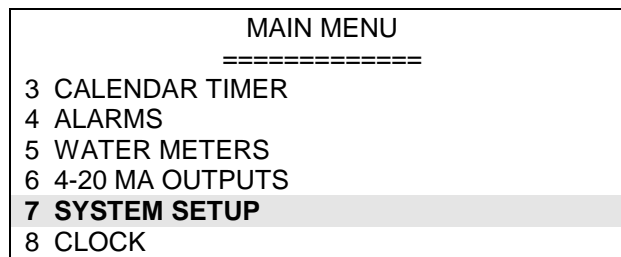 MAIN MENU
=============
3 CALENDAR TIMER
4 ALARMS
5 WATER METERS
6 4-20 MA OUTPUTS
7 SYSTEM SETUP
8 CLOCK